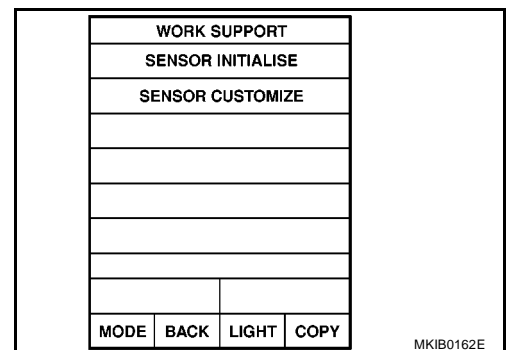 WORK SUPPORT
SENSOR INITIALISE
SENSOR CUSTOMIZE
MODE BACK LIGHT COPY
MKIB0162E